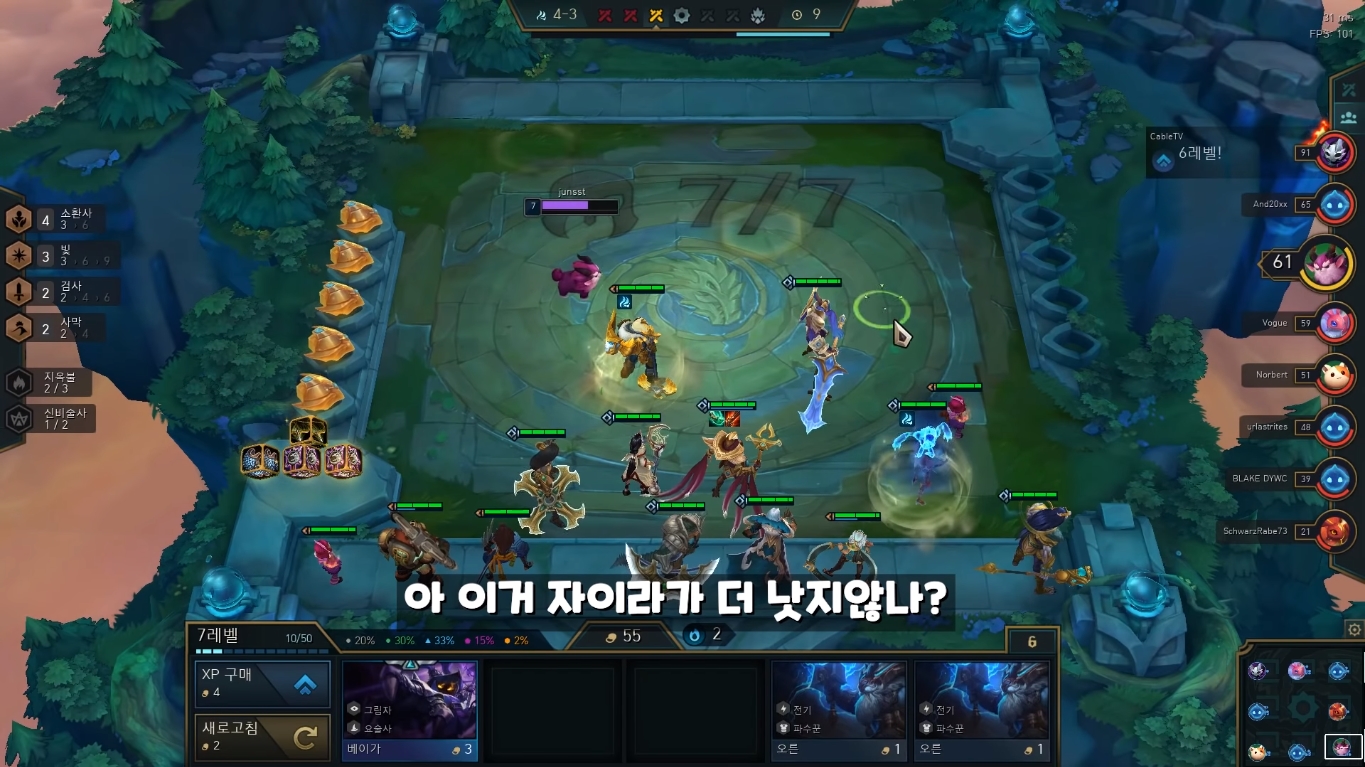 4-3
9
31 ms
FPS: 101
CableTV
6레벨!
91
And20xx
65
61
Vogue
59
Norbert
51
urlastrites
48
BLAKE DYWC
39
SchwarzRabe73
21
4 소환사
3 › 6
3 빛
3 › 6 › 9
2 검사
2 › 4 › 6
2 사막
2 › 4
지옥불
2 / 3
신비술사
1 / 2
junsst
7
7/7
아 이거 자이라가 더 낫지않나?
7레벨
10/50
20% 30% 33% 15% 2%
55
2
6
XP 구매
4
새로고침
2
그림자
요술사
베이가 3
전기
파수꾼
오른 1
전기
파수꾼
오른 1